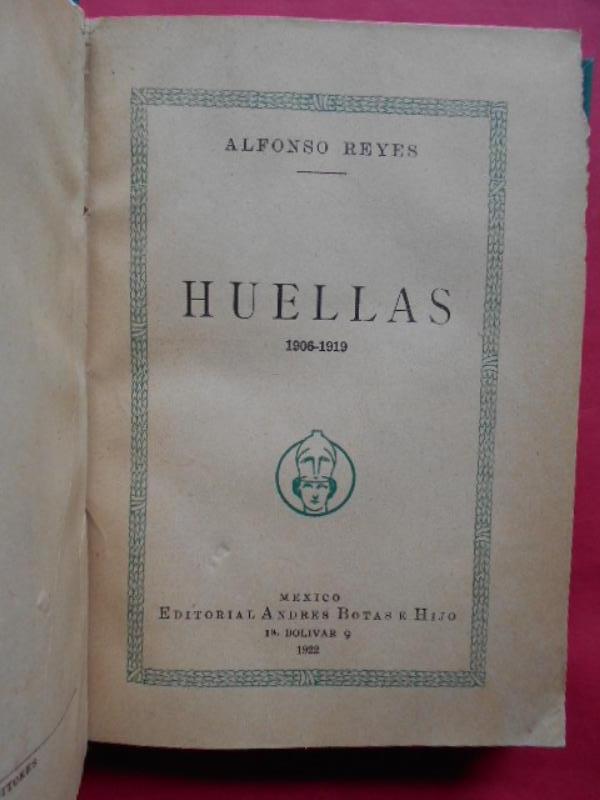 ALFONSO REYES
HUELLAS
1906-1919
MEXICO
EDITORIAL ANDRES BOTAS E HIJO
1ª. BOLIVAR 9
1922